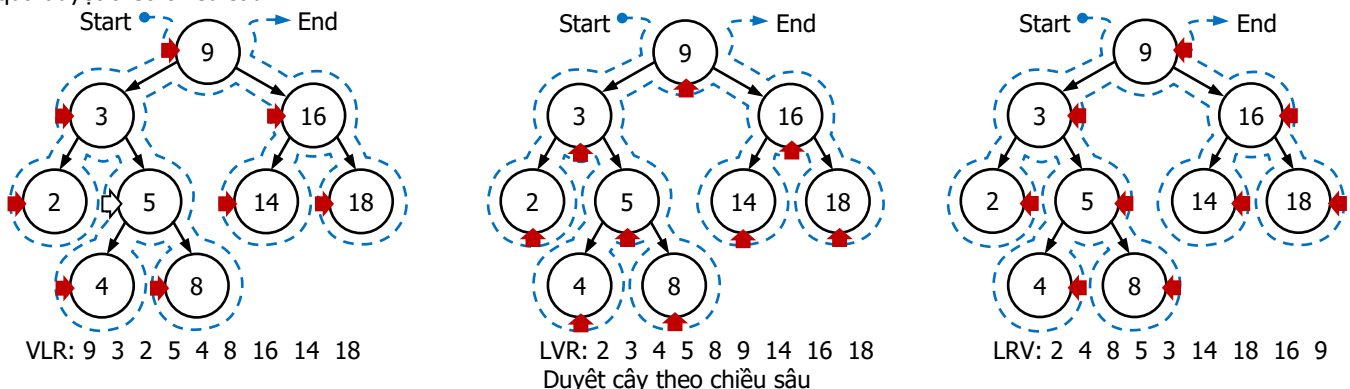 Start End
9
3 16
2 5 14 18
4 8
VLR: 9 3 2 5 4 8 16 14 18
Start End
9
3 16
2 5 14 18
4 8
LVR: 2 3 4 5 8 9 14 16 18
Start End
9
3 16
2 5 14 18
4 8
LRV: 2 4 8 5 3 14 18 16 9
Duyệt cây theo chiều sâu